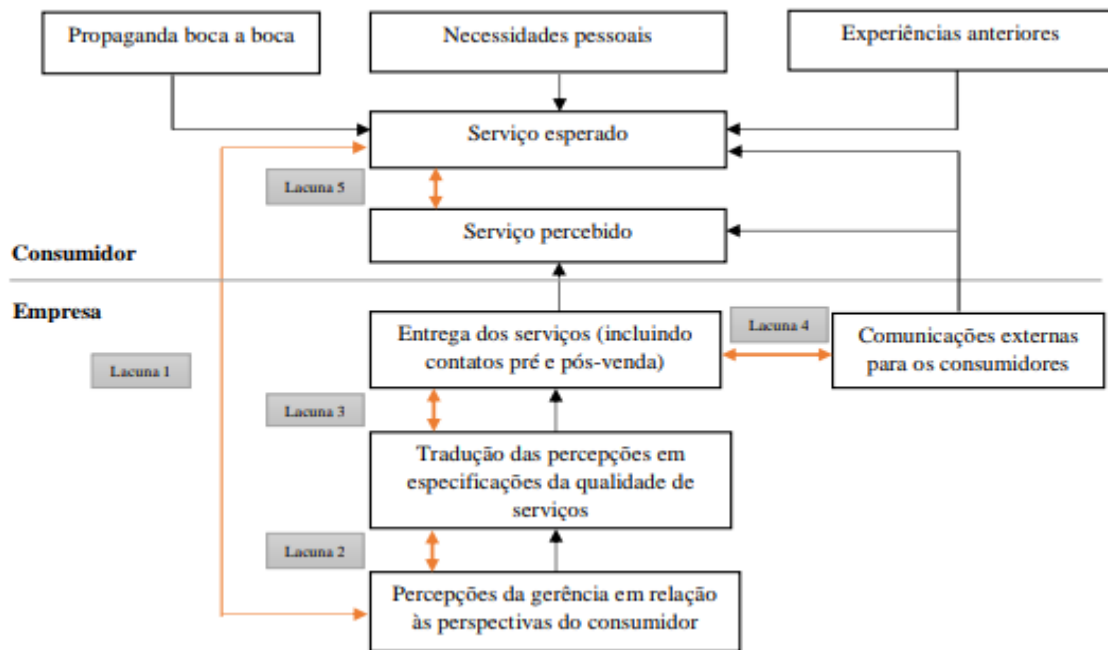 Propaganda boca a boca
Necessidades pessoais
Experiências anteriores
Serviço esperado
Lacuna 5
Serviço percebido
Consumidor
Empresa
Lacuna 1
Entrega dos serviços (incluindo
contatos pré e pós-venda)
Lacuna 4
Comunicações externas
para os consumidores
Lacuna 3
Tradução das percepções em
especificações da qualidade de
serviços
Lacuna 2
Percepções da gerência em relação
às perspectivas do consumidor